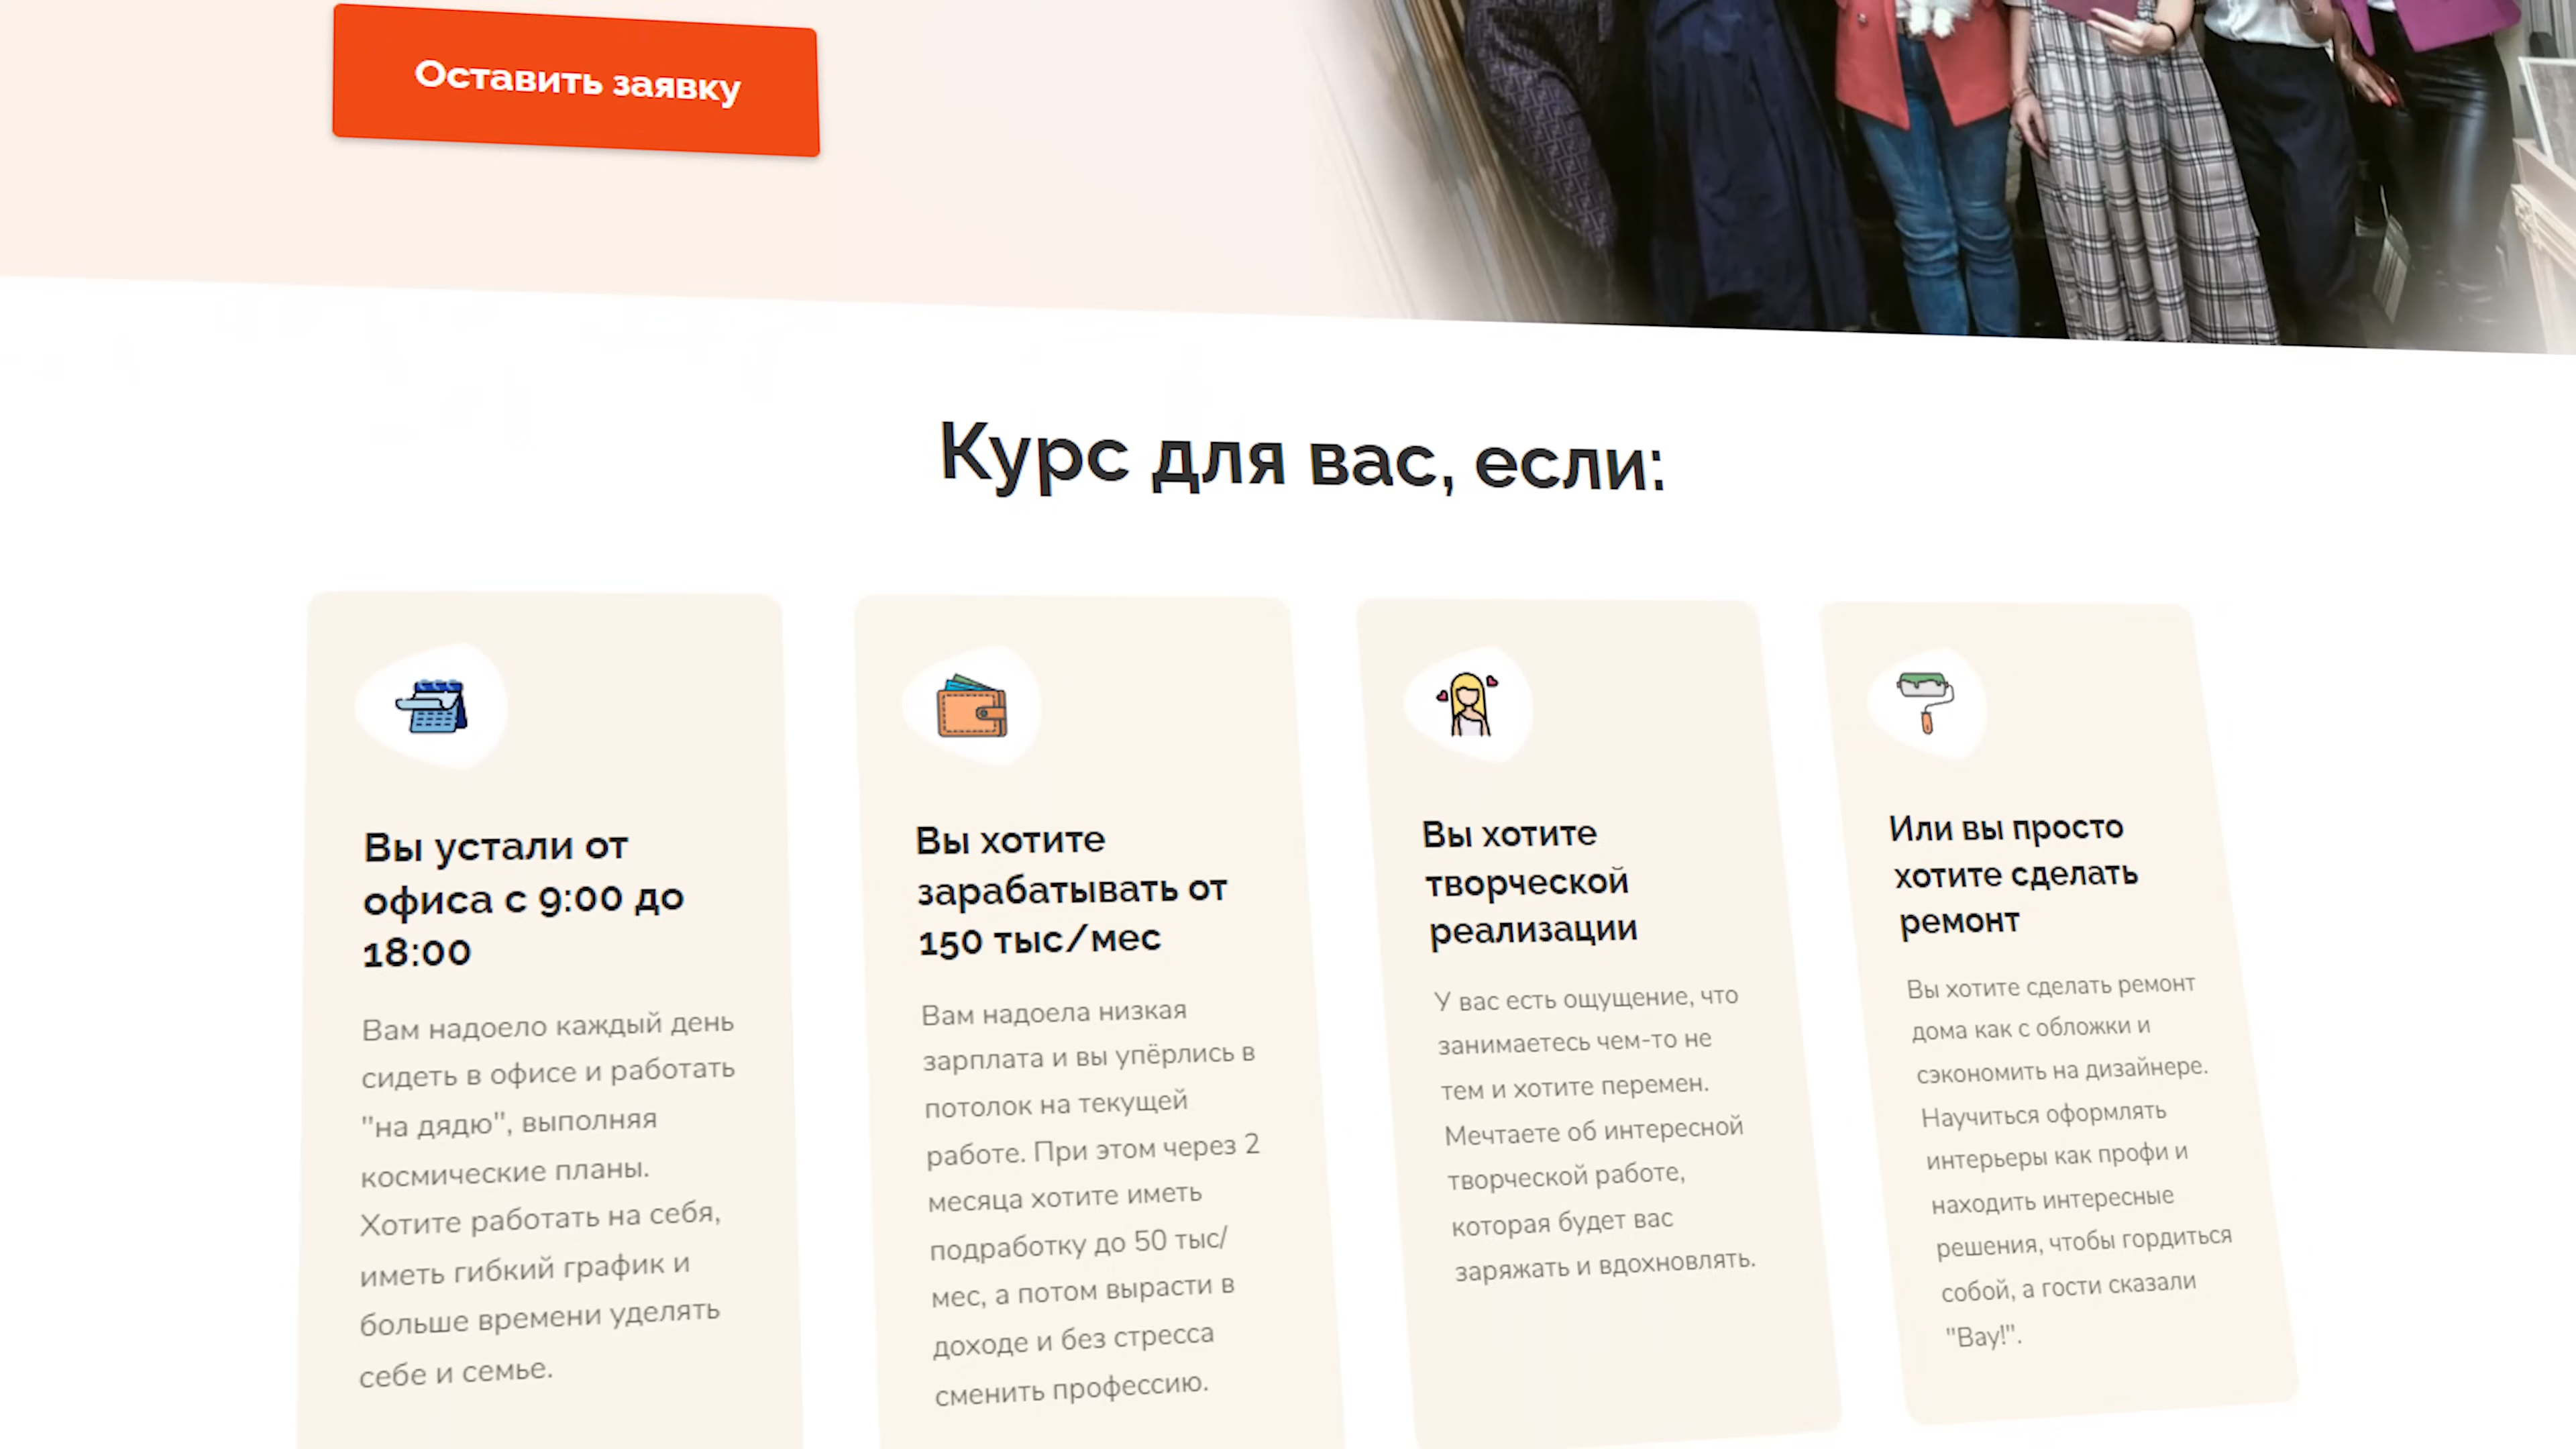 Оставить заявку
Курс для вас, если:
Вы устали от
офиса с 9:00 до
18:00
Вам надоело каждый день
сидеть в офисе и работать
"на дядю", выполняя
космические планы.
Хотите работать на себя,
иметь гибкий график и
больше времени уделять
себе и семье.
Вы хотите
зарабатывать от
150 тыс/мес
Вам надоела низкая
зарплата и вы упёрлись в
потолок на текущей
работе. При этом через 2
месяца хотите иметь
подработку до 50 тыс/
мес, а потом вырасти в
доходе и без стресса
сменить профессию.
Вы хотите
творческой
реализации
У вас есть ощущение, что
занимаетесь чем-то не
тем и хотите перемен.
Мечтаете об интересной
творческой работе,
которая будет вас
заряжать и вдохновлять.
Или вы просто
хотите сделать
ремонт
Вы хотите сделать ремонт
дома как с обложки и
сэкономить на дизайнере.
Научиться оформлять
интерьеры как профи и
находить интересные
решения, чтобы гордиться
собой, а гости сказали
"Вау!".